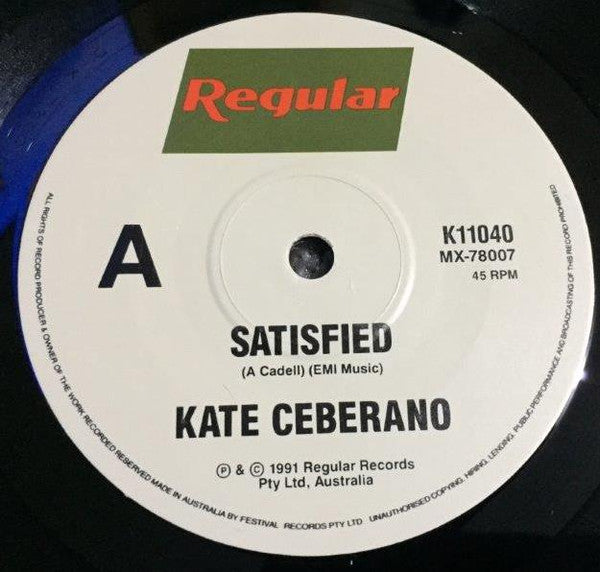 Regular
A
K11040
MX-78007
45 RPM
SATISFIED
(A Cadell) (EMI Music)
KATE CEBERANO
℗ & © 1991 Regular Records
Pty Ltd, Australia
ALL RIGHTS OF RECORD PRODUCER & OWNER OF THE WORK RECORDED RESERVED MADE IN AUSTRALIA BY FESTIVAL RECORDS PTY LTD UNAUTHORISED COPYING, HIRING, LENDING, PUBLIC PERFORMANCE AND BROADCASTING OF THIS RECORD PROHIBITED